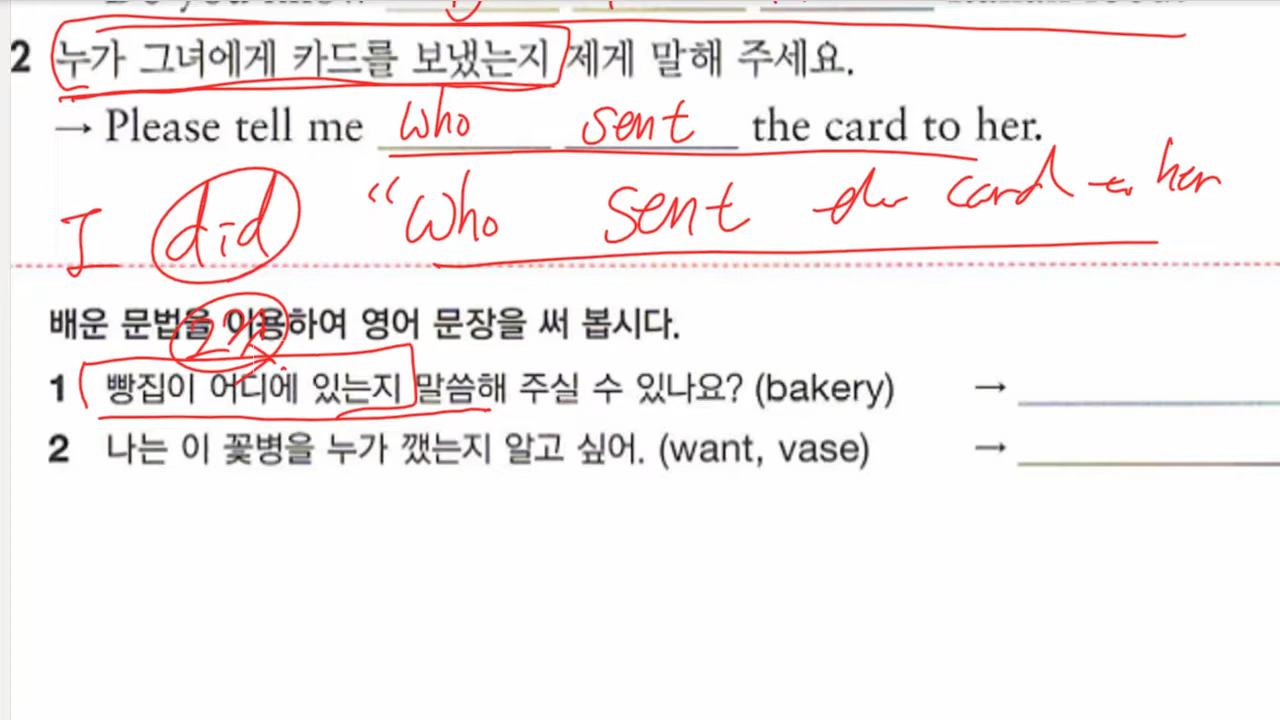 2 누가 그녀에게 카드를 보냈는지 제게 말해 주세요.
→ Please tell me who sent the card to her.
I did "Who sent the card to her
배운 문법을 이용하여 영어 문장을 써 봅시다.
1 빵집이 어디에 있는지 말씀해 주실 수 있나요? (bakery) →
2 나는 이 꽃병을 누가 깼는지 알고 싶어. (want, vase) →